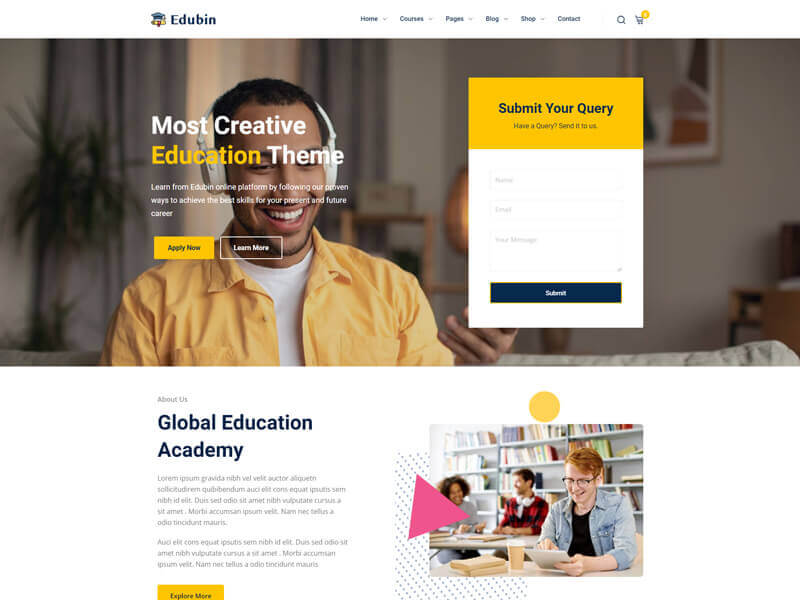 Edubin
Home Courses Pages Blog Shop Contact
0
Most Creative
Education Theme
Learn from Edubin online platform by following our proven
ways to achieve the best skills for your present and future
career
Apply Now Learn More
Submit Your Query
Have a Query? Send it to us.
Name
Email
Your Message
Submit
About Us
Global Education
Academy
Lorem ipsum gravida nibh vel velit auctor aliquetn
sollicitudirem quibibendum auci elit cons equat ipsutis sem
nibh id elit. Duis sed odio sit amet nibh vulputate cursus a
sit amet . Morbi accumsan ipsum velit. Nam nec tellus a
odio tincidunt mauris.
Auci elit cons equat ipsutis sem nibh id elit. Duis sed odio sit
amet nibh vulputate cursus a sit amet . Morbi accumsan
ipsum velit. Nam nec tellus a odio tincidunt mauris
Explore More